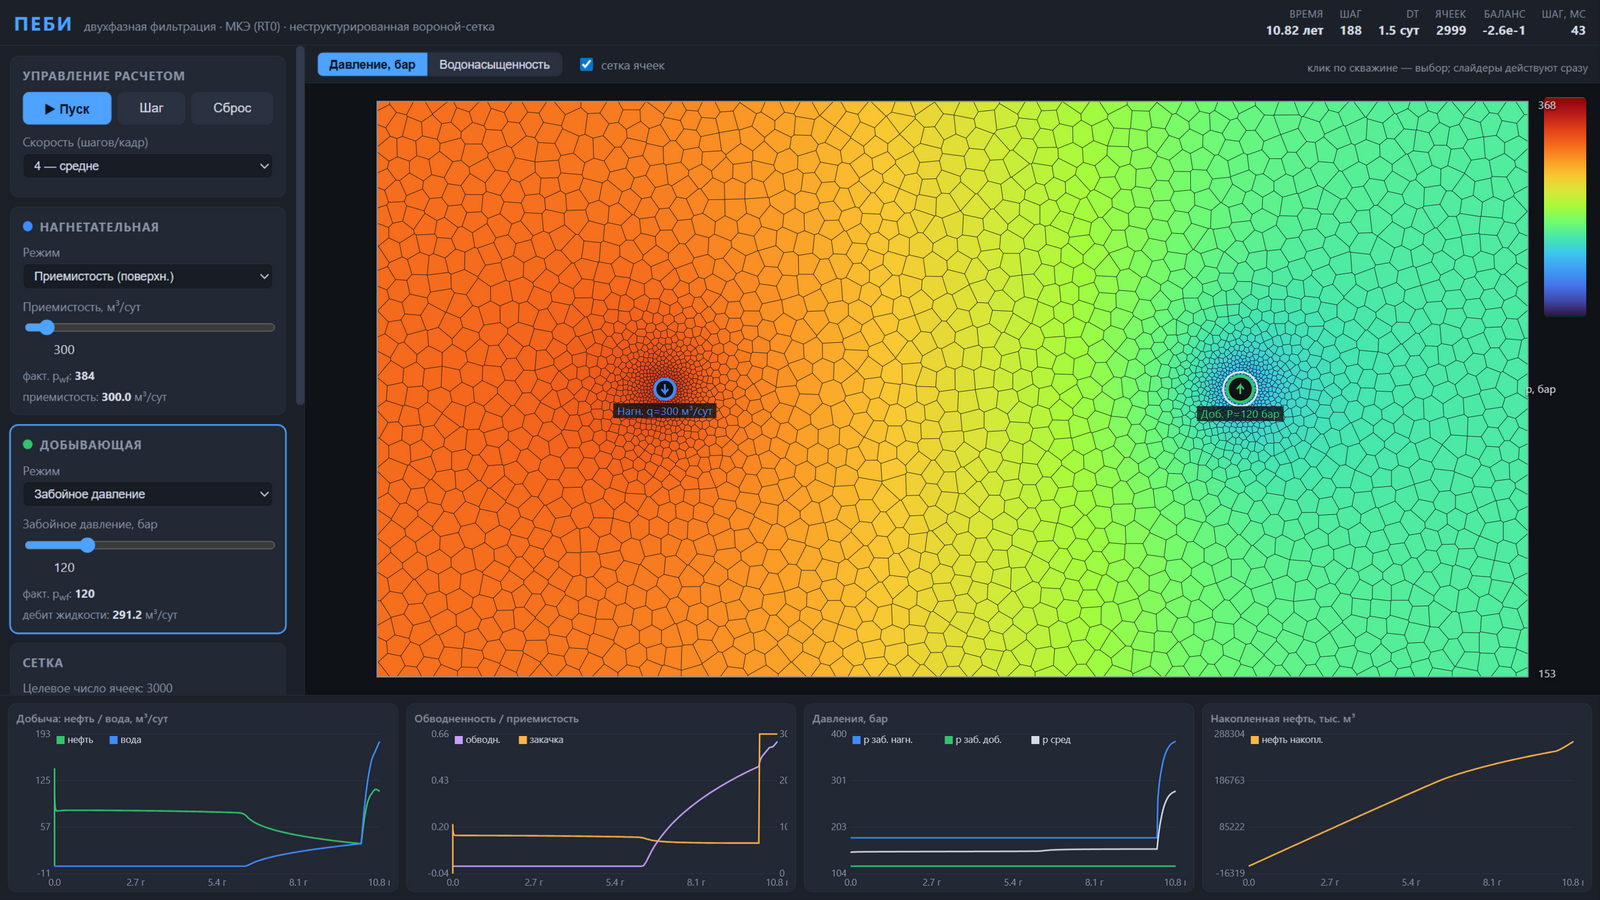 ПЕБИ двухфазная фильтрация · МКЭ (RT0) · неструктурированная вороной-сетка
ВРЕМЯ ШАГ DT ЯЧЕЕК БАЛАНС ШАГ, МС
10.82 лет 188 1.5 сут 2999 -2.6e-1 43
УПРАВЛЕНИЕ РАСЧЕТОМ
▶ Пуск Шаг Сброс
Скорость (шагов/кадр)
4 — средне
НАГНЕТАТЕЛЬНАЯ
Режим
Приемистость (поверхн.)
Приемистость, м³/сут
300
факт. pwf: 384
приемистость: 300.0 м³/сут
ДОБЫВАЮЩАЯ
Режим
Забойное давление
Забойное давление, бар
120
факт. pwf: 120
дебит жидкости: 291.2 м³/сут
СЕТКА
Целевое число ячеек: 3000
Давление, бар Водонасыщенность сетка ячеек
клик по скважине — выбор; слайдеры действуют сразу
Нагн. q=300 м³/сут
Доб. P=120 бар
368
р, бар
153
Добыча: нефть / вода, м³/сут
нефть вода
193
125
57
-11
0.0 2.7 г 5.4 г 8.1 г 10.8 г
Обводненность / приемистость
обводн. закачка
0.66
0.43
0.20
-0.04
30
20
10
0
0.0 2.7 г 5.4 г 8.1 г 10.8 г
Давления, бар
р заб. нагн. р заб. доб. р сред
400
301
203
104
0.0 2.7 г 5.4 г 8.1 г 10.8 г
Накопленная нефть, тыс. м³
нефть накопл.
288304
186763
85222
-16319
0.0 2.7 г 5.4 г 8.1 г 10.8 г